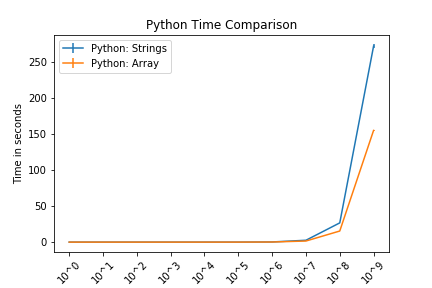 Python Time Comparison
Python: Strings
Python: Array
Time in seconds
250
200
150
100
50
0
10^0 10^1 10^2 10^3 10^4 10^5 10^6 10^7 10^8 10^9